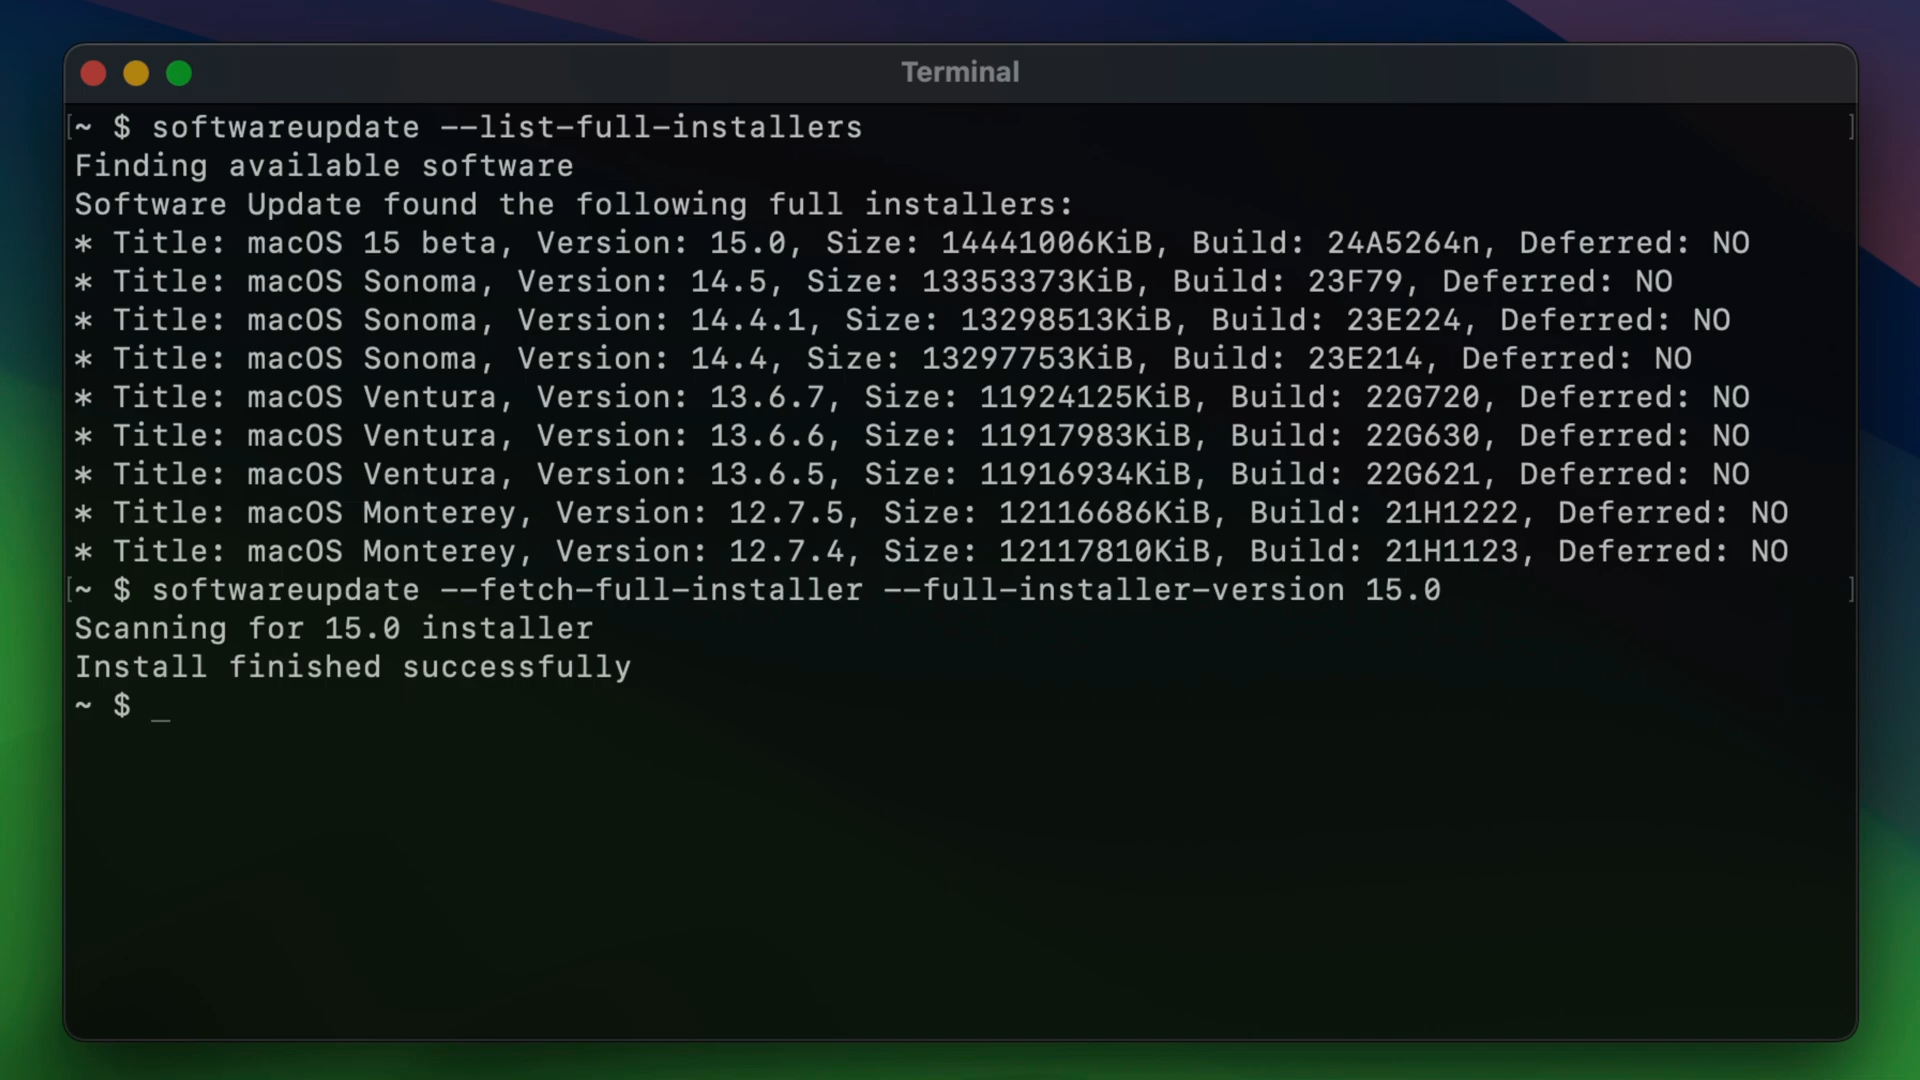 Terminal
[~ $ softwareupdate --list-full-installers ]
Finding available software
Software Update found the following full installers:
* Title: macOS 15 beta, Version: 15.0, Size: 14441006KiB, Build: 24A5264n, Deferred: NO
* Title: macOS Sonoma, Version: 14.5, Size: 13353373KiB, Build: 23F79, Deferred: NO
* Title: macOS Sonoma, Version: 14.4.1, Size: 13298513KiB, Build: 23E224, Deferred: NO
* Title: macOS Sonoma, Version: 14.4, Size: 13297753KiB, Build: 23E214, Deferred: NO
* Title: macOS Ventura, Version: 13.6.7, Size: 11924125KiB, Build: 22G720, Deferred: NO
* Title: macOS Ventura, Version: 13.6.6, Size: 11917983KiB, Build: 22G630, Deferred: NO
* Title: macOS Ventura, Version: 13.6.5, Size: 11916934KiB, Build: 22G621, Deferred: NO
* Title: macOS Monterey, Version: 12.7.5, Size: 12116686KiB, Build: 21H1222, Deferred: NO
* Title: macOS Monterey, Version: 12.7.4, Size: 12117810KiB, Build: 21H1123, Deferred: NO
[~ $ softwareupdate --fetch-full-installer --full-installer-version 15.0 ]
Scanning for 15.0 installer
Install finished successfully
~ $ _